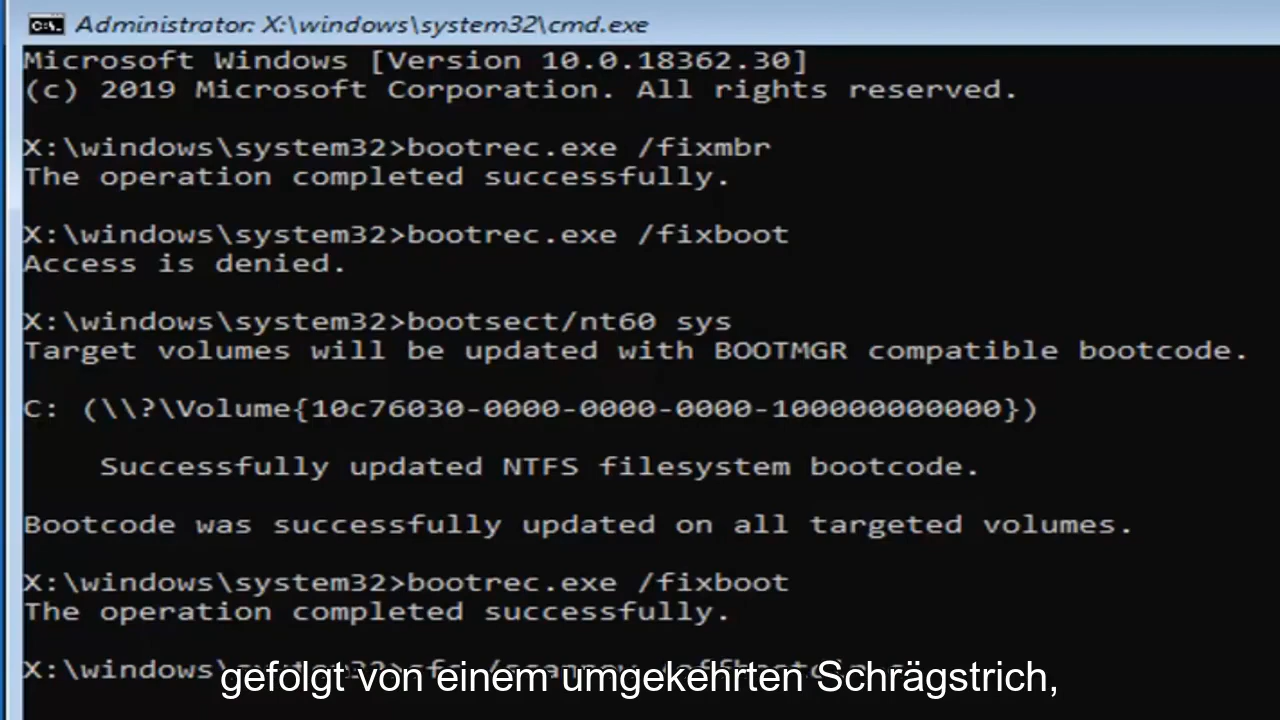 Administrator: X:\windows\system32\cmd.exe
Microsoft Windows [Version 10.0.18362.30]
(c) 2019 Microsoft Corporation. All rights reserved.
X:\windows\system32>bootrec.exe /fixmbr
The operation completed successfully.
X:\windows\system32>bootrec.exe /fixboot
Access is denied.
X:\windows\system32>bootsect/nt60 sys
Target volumes will be updated with BOOTMGR compatible bootcode.
C: (\\?\Volume{10c76030-0000-0000-0000-100000000000})
Successfully updated NTFS filesystem bootcode.
Bootcode was successfully updated on all targeted volumes.
X:\windows\system32>bootrec.exe /fixboot
The operation completed successfully.
X:\windows\system32>sfc /scannow
gefolgt von einem umgekehrten Schrägstrich,